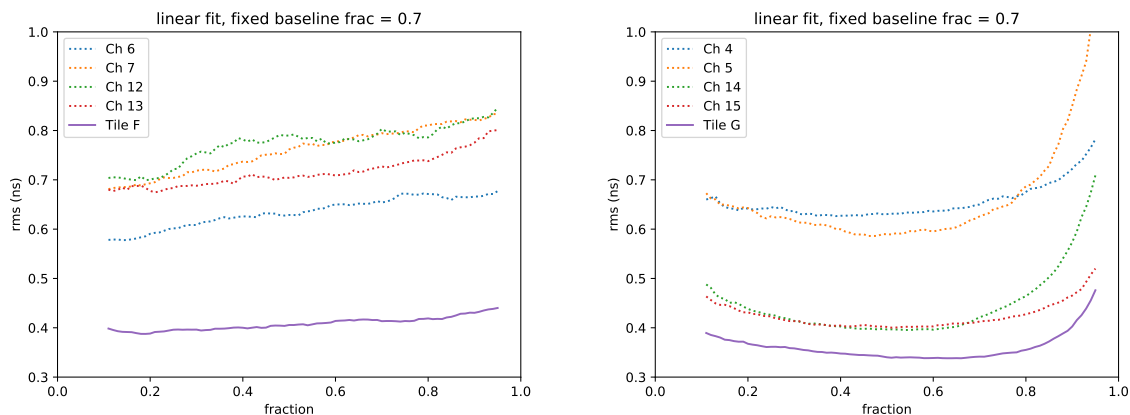 linear fit, fixed baseline frac = 0.7
1.0
0.9
0.8
0.7
0.6
0.5
0.4
0.3
rms (ns)
Ch 6
Ch 7
Ch 12
Ch 13
Tile F
0.0 0.2 0.4 0.6 0.8 1.0
fraction
linear fit, fixed baseline frac = 0.7
1.0
0.9
0.8
0.7
0.6
0.5
0.4
0.3
rms (ns)
Ch 4
Ch 5
Ch 14
Ch 15
Tile G
0.0 0.2 0.4 0.6 0.8 1.0
fraction